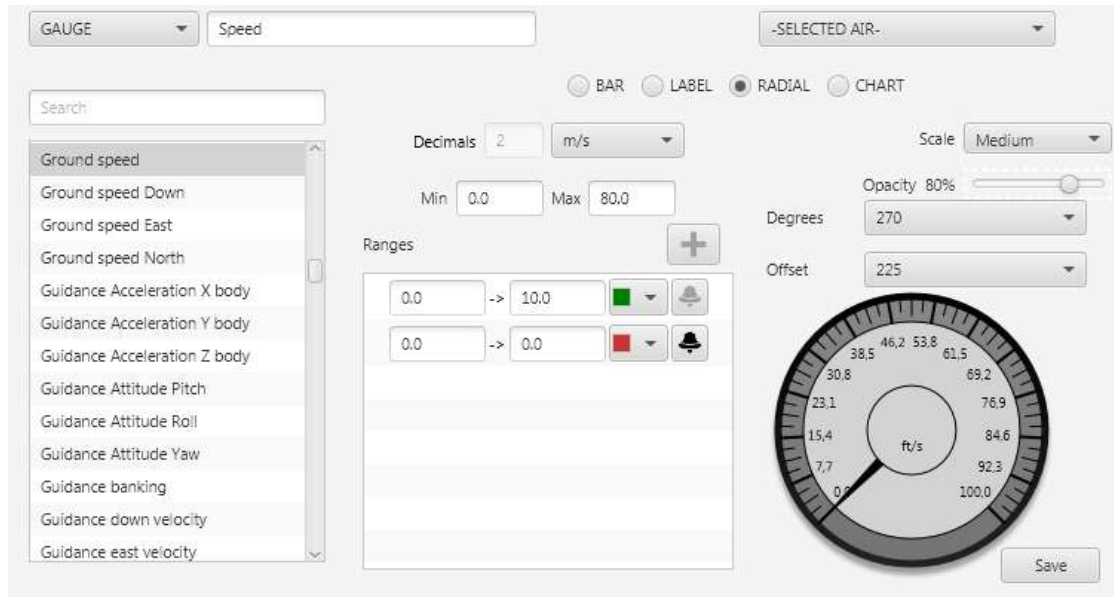 GAUGE Speed -SELECTED AIR-
BAR LABEL RADIAL CHART
Search
Decimals 2 m/s Scale Medium
Ground speed
Opacity 80%
Ground speed Down
Min 0.0 Max 80.0
Degrees 270
Ground speed East
Ranges
Ground speed North
Offset 225
Guidance Acceleration X body
0.0 -> 10.0
Guidance Acceleration Y body
0.0 -> 0.0
Guidance Acceleration Z body
Guidance Attitude Pitch
Guidance Attitude Roll
Guidance Attitude Yaw
Guidance banking
Guidance down velocity
Guidance east velocity
46,2 53,8
38,5 61,5
30,8 69,2
23,1 76,9
15,4 84,6
ft/s
7,7 92,3
100,0
Save